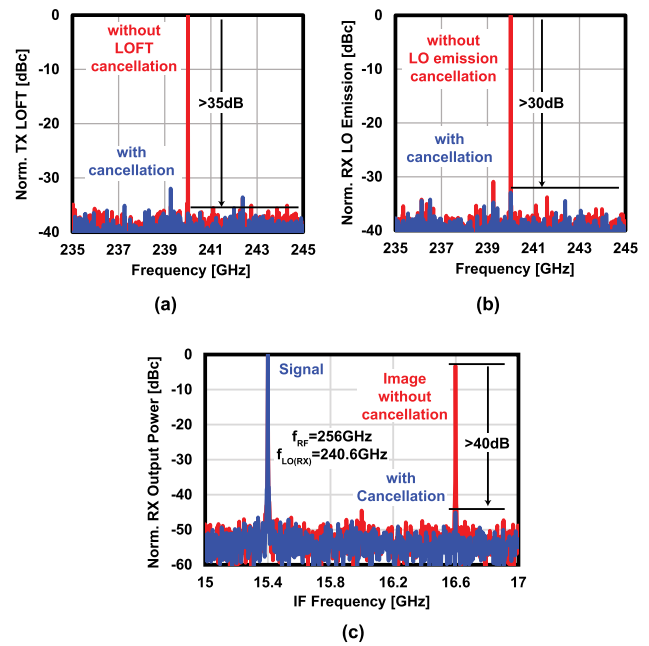 Norm. TX LOFT [dBc]
0
-10
-20
-30
-40
without
LOFT
cancellation
>35dB
with
cancellation
235 237 239 241 243 245
Frequency [GHz]
(a)
Norm. RX LO Emission [dBc]
0
-10
-20
-30
-40
without
LO emission
cancellation
>30dB
with
cancellation
235 237 239 241 243 245
Frequency [GHz]
(b)
Norm. RX Output Power [dBc]
0
-10
-20
-30
-40
-50
-60
Signal
Image
without
cancellation
fRF=256GHz
fLO(RX)=240.6GHz
>40dB
with
Cancellation
15 15.4 15.8 16.2 16.6 17
IF Frequency [GHz]
(c)